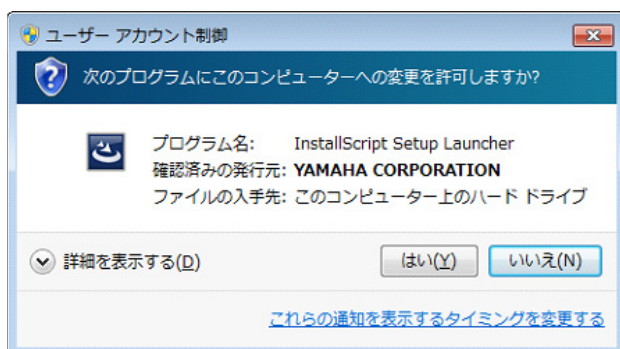 ユーザー アカウント制御
次のプログラムにこのコンピューターへの変更を許可しますか?
プログラム名: InstallScript Setup Launcher
確認済みの発行元: YAMAHA CORPORATION
ファイルの入手先: このコンピューター上のハード ドライブ
詳細を表示する(D) はい(Y) いいえ(N)
これらの通知を表示するタイミングを変更する